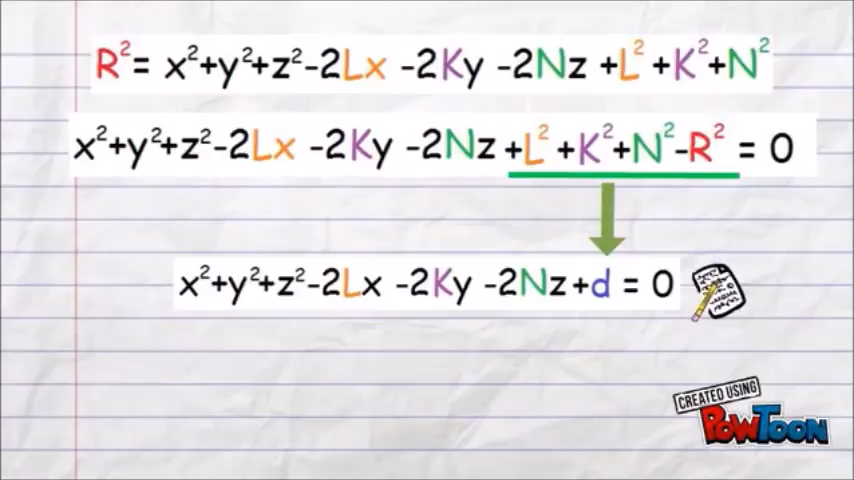 R²= x²+y²+z²-2Lx -2Ky -2Nz +L² +K²+N²
x²+y²+z²-2Lx -2Ky -2Nz +L² +K²+N²-R² = 0
x²+y²+z²-2Lx -2Ky -2Nz+d = 0
CREATED USING
POWTOON